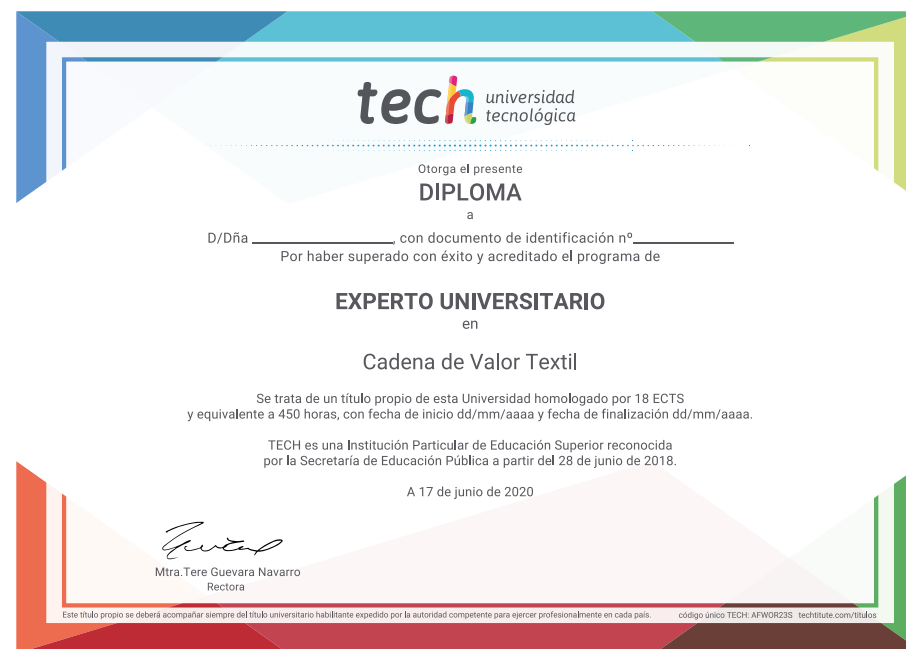 tech universidad
tecnológica
Otorga el presente
DIPLOMA
a
D/Dña ____________________, con documento de identificación nº______________
Por haber superado con éxito y acreditado el programa de
EXPERTO UNIVERSITARIO
en
Cadena de Valor Textil
Se trata de un título propio de esta Universidad homologado por 18 ECTS
y equivalente a 450 horas, con fecha de inicio dd/mm/aaaa y fecha de finalización dd/mm/aaaa.
TECH es una Institución Particular de Educación Superior reconocida
por la Secretaría de Educación Pública a partir del 28 de junio de 2018.
A 17 de junio de 2020
Mtra.Tere Guevara Navarro
Rectora
Este título propio se deberá acompañar siempre del título universitario habilitante expedido por la autoridad competente para ejercer profesionalmente en cada país. código único TECH: AFWOR23S techtitute.com/titulos